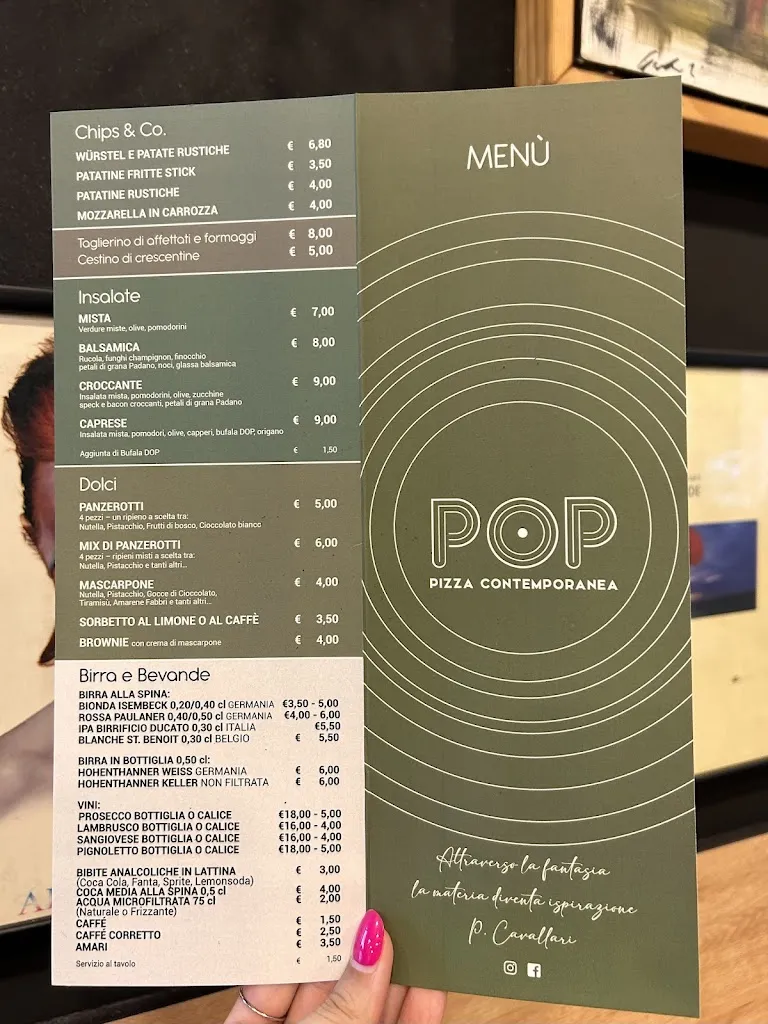 Chips & Co.
WÜRSTEL E PATATE RUSTICHE € 6,80
PATATINE FRITTE STICK € 3,50
PATATINE RUSTICHE € 4,00
MOZZARELLA IN CARROZZA € 4,00
Taglierino di affettati e formaggi € 8,00
Cestino di crescentine € 5,00
Insalate
MISTA € 7,00
Verdure miste, olive, pomodorini
BALSAMICA € 8,00
Rucola, funghi champignon, finocchio
petali di grana Padano, noci, glassa balsamica
CROCCANTE € 9,00
Insalata mista, pomodorini, olive, zucchine
speck e bacon croccanti, petali di grana Padano
CAPRESE € 9,00
Insalata mista, pomodori, olive, capperi, bufala DOP, origano
Aggiunta di Bufala DOP € 1,50
Dolci
PANZEROTTI € 5,00
4 pezzi – un ripieno a scelta tra:
Nutella, Pistacchio, Frutti di bosco, Cioccolato bianco
MIX DI PANZEROTTI € 6,00
4 pezzi – ripieni misti a scelta tra:
Nutella, Pistacchio e tanti altri...
MASCARPONE € 4,00
Nutella, Pistacchio, Gocce di Cioccolato,
Tiramisù, Amarene Fabbri e tanti altri...
SORBETTO AL LIMONE O AL CAFFÈ € 3,50
BROWNIE con crema di mascarpone € 4,00
Birra e Bevande
BIRRA ALLA SPINA:
BIONDA ISEMBECK 0,20/0,40 cl GERMANIA €3,50 - 5,00
ROSSA PAULANER 0,40/0,50 cl GERMANIA €4,00 - 6,00
IPA BIRRIFICIO DUCATO 0,30 cl ITALIA €5,50
BLANCHE ST. BENOIT 0,30 cl BELGIO € 5,50
BIRRA IN BOTTIGLIA 0,50 cl:
HOHENTHANNER WEISS GERMANIA € 6,00
HOHENTHANNER KELLER NON FILTRATA € 6,00
VINI:
PROSECCO BOTTIGLIA O CALICE €18,00 - 5,00
LAMBRUSCO BOTTIGLIA O CALICE €16,00 - 4,00
SANGIOVESE BOTTIGLIA O CALICE €16,00 - 4,00
PIGNOLETTO BOTTIGLIA O CALICE €18,00 - 5,00
BIBITE ANALCOLICHE IN LATTINA € 3,00
(Coca Cola, Fanta, Sprite, Lemonsoda)
COCA MEDIA ALLA SPINA 0,5 cl € 4,00
ACQUA MICROFILTRATA 75 cl € 2,00
(Naturale o Frizzante)
CAFFÉ € 1,50
CAFFÉ CORRETTO € 2,50
AMARI € 3,50
Servizio al tavolo € 1,50
MENÙ
POP
PIZZA CONTEMPORANEA
Attraverso la fantasia
la materia diventa ispirazione
P. Cavallari